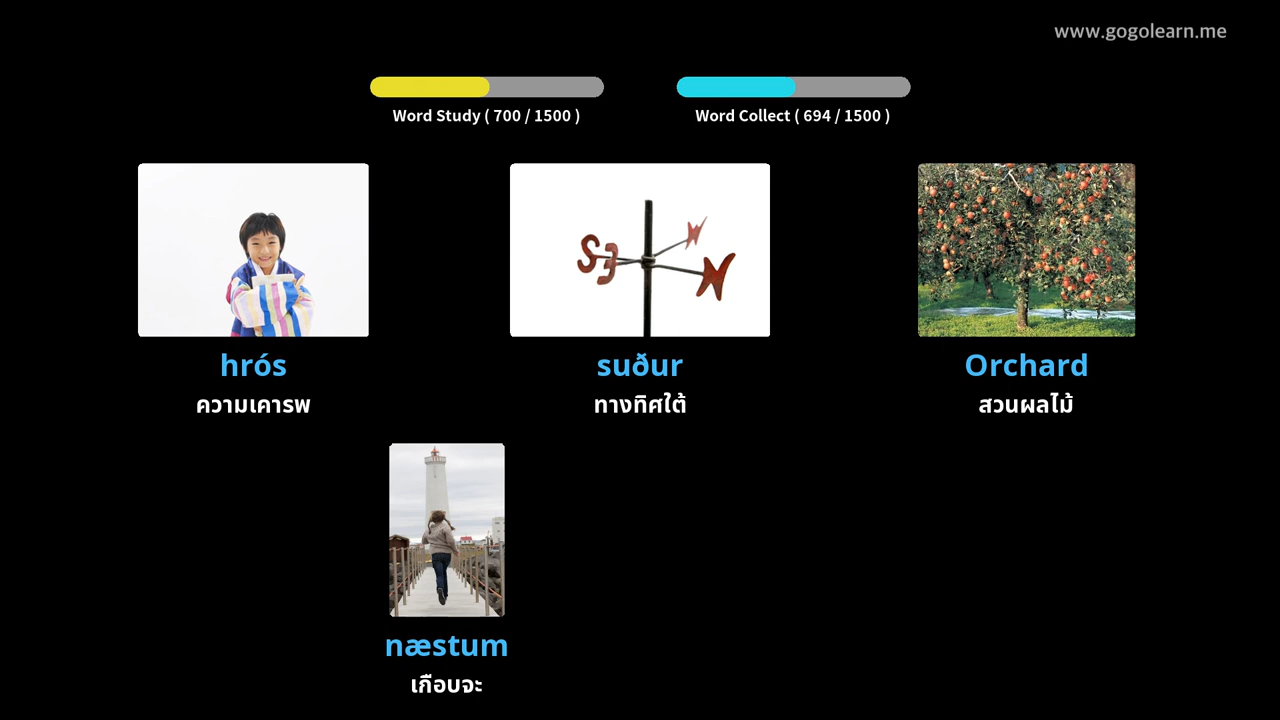 www.gogolearn.me
Word Study ( 700 / 1500 )
Word Collect ( 694 / 1500 )
hrós
suður
Orchard
ความเคารพ
ทางทิศใต้
สวนผลไม้
næstum
เกือบจะ